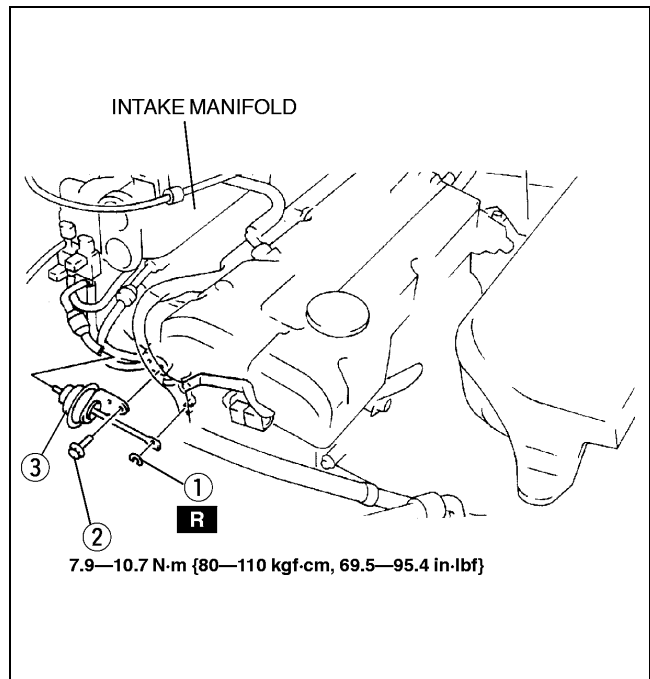 INTAKE MANIFOLD
3
1
R
2
7.9—10.7 N·m {80—110 kgf·cm, 69.5—95.4 in·lbf}